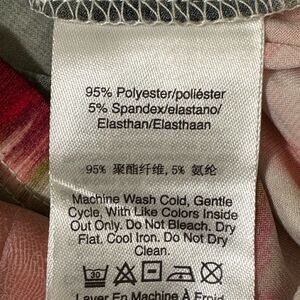 95% Polyester/poliéster
5% Spandex/elastano/
Elasthan/Elasthaan
95% 聚酯纤维, 5% 氨纶
Machine Wash Cold, Gentle
Cycle, With Like Colors Inside
Out Only. Do Not Bleach. Dry
Flat. Cool Iron. Do Not Dry
Clean.
30
Laver En Machine À Froid